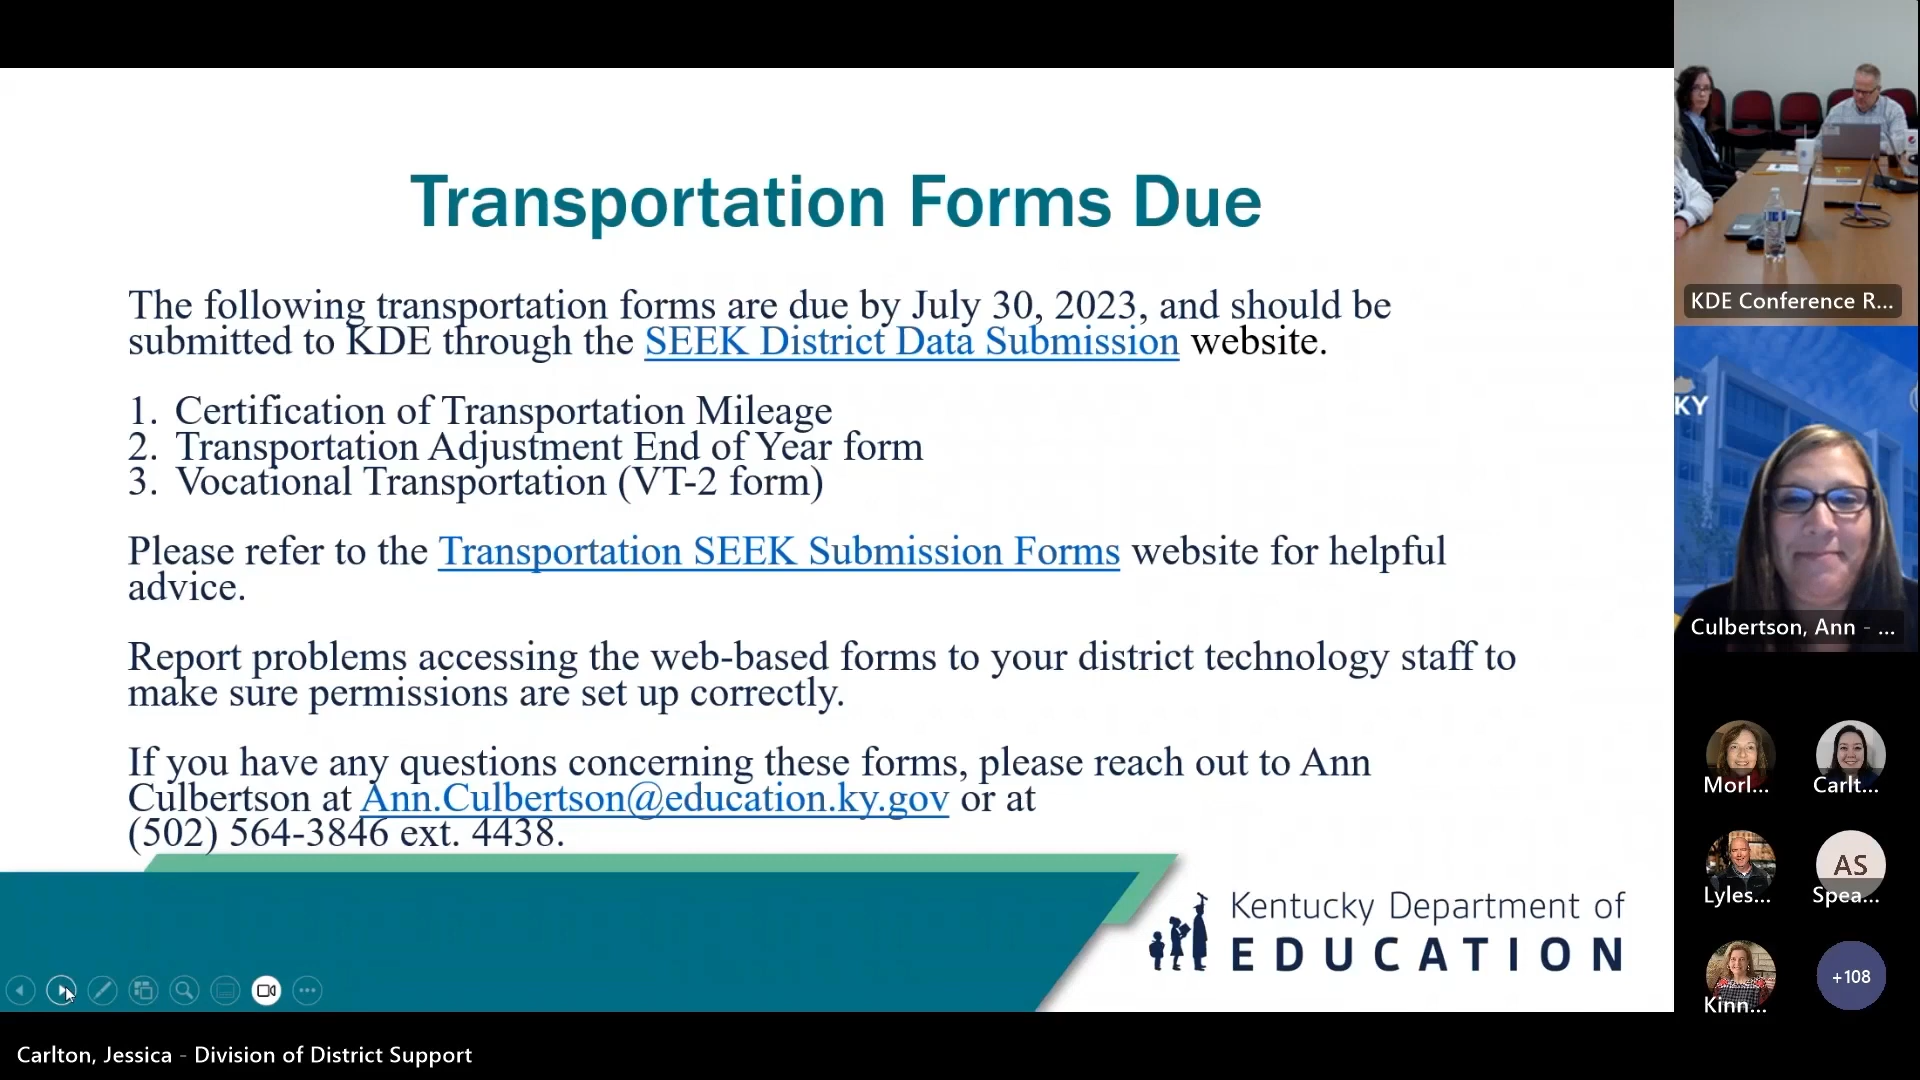 Transportation Forms Due
The following transportation forms are due by July 30, 2023, and should be
submitted to KDE through the SEEK District Data Submission website.
1. Certification of Transportation Mileage
2. Transportation Adjustment End of Year form
3. Vocational Transportation (VT-2 form)
Please refer to the Transportation SEEK Submission Forms website for helpful
advice.
Report problems accessing the web-based forms to your district technology staff to
make sure permissions are set up correctly.
If you have any questions concerning these forms, please reach out to Ann
Culbertson at Ann.Culbertson@education.ky.gov or at
(502) 564-3846 ext. 4438.
Kentucky Department of
EDUCATION
Carlton, Jessica - Division of District Support
KDE Conference R...
KY
Culbertson, Ann - ...
Morl...
Carlt...
Lyles...
AS
Spea...
Kinn...
+108